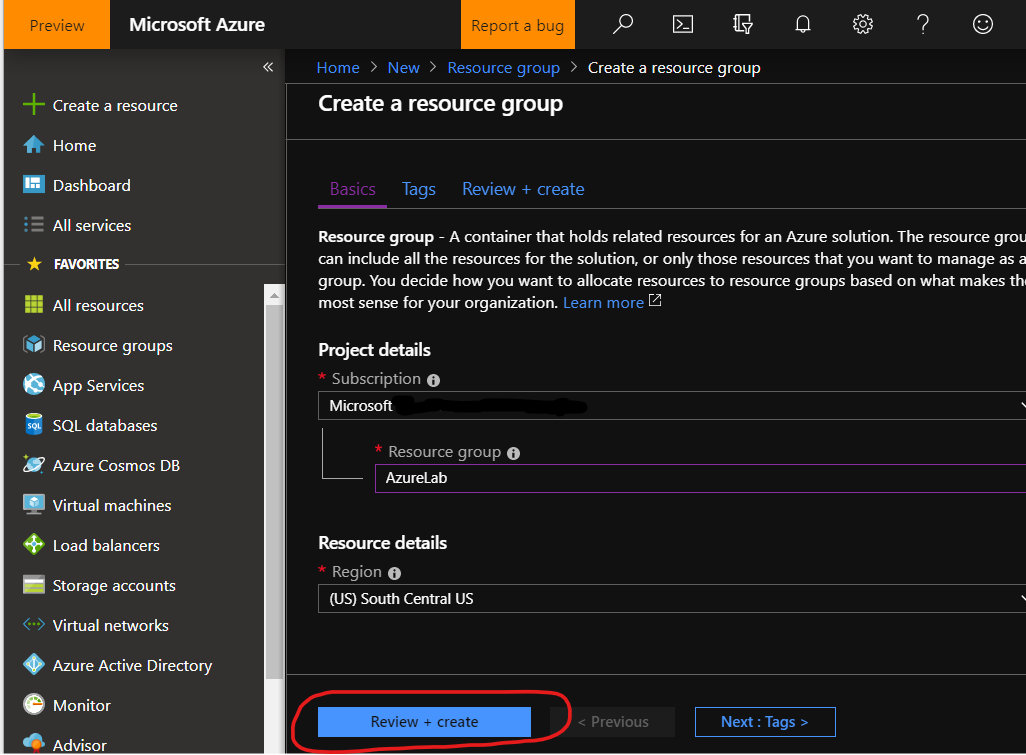 Preview
Microsoft Azure
Report a bug
«
Home > New > Resource group > Create a resource group
Create a resource group
Create a resource
Home
Dashboard
All services
FAVORITES
All resources
Resource groups
App Services
SQL databases
Azure Cosmos DB
Virtual machines
Load balancers
Storage accounts
Virtual networks
Azure Active Directory
Monitor
Advisor
Basics Tags Review + create
Resource group - A container that holds related resources for an Azure solution. The resource grou
can include all the resources for the solution, or only those resources that you want to manage as a
group. You decide how you want to allocate resources to resource groups based on what makes the
most sense for your organization. Learn more
Project details
* Subscription
Microsoft
* Resource group
AzureLab
Resource details
* Region
(US) South Central US
Review + create
< Previous
Next : Tags >